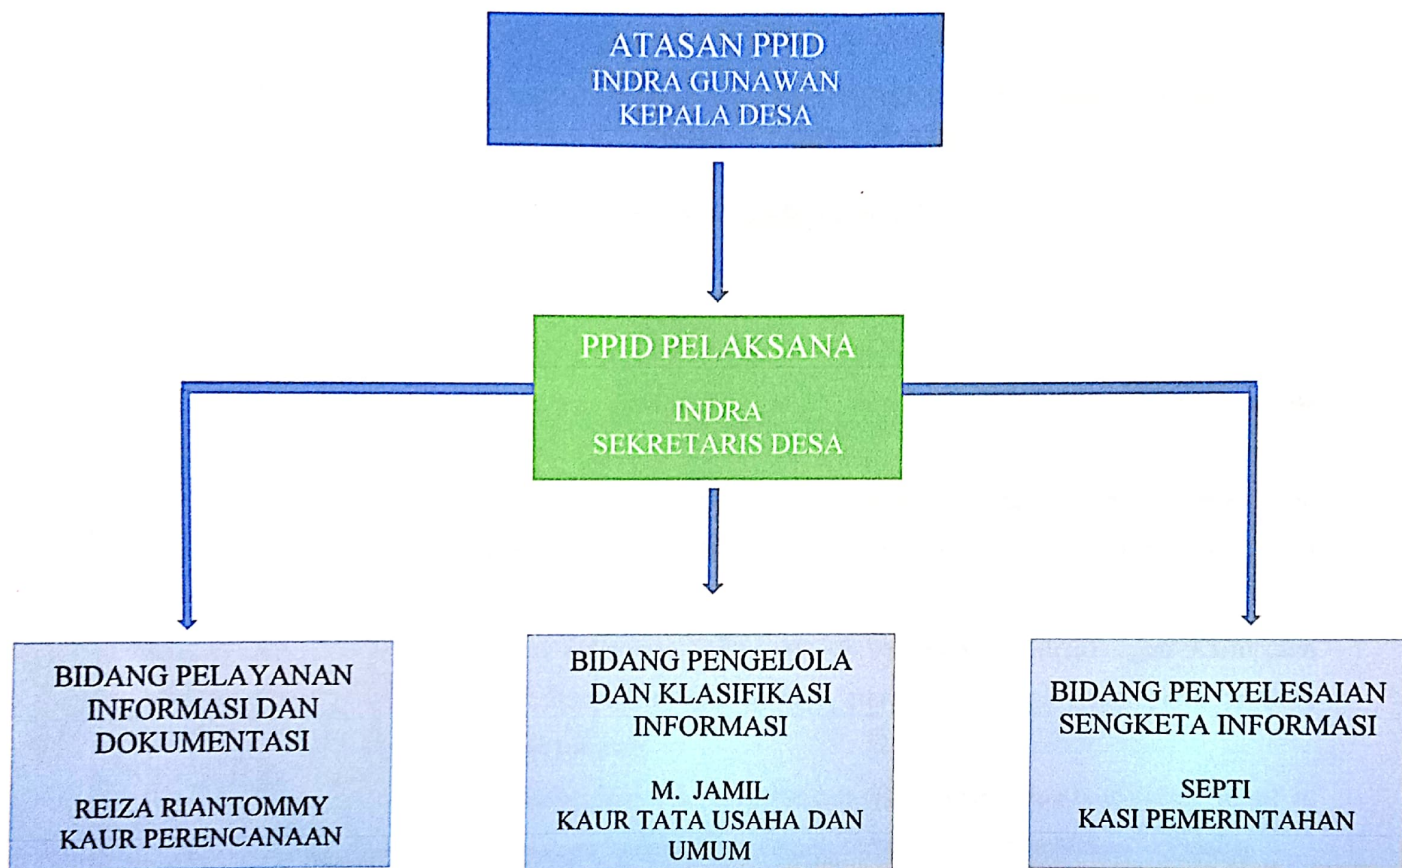 ATASAN PPID
INDRA GUNAWAN
KEPALA DESA
PPID PELAKSANA
INDRA
SEKRETARIS DESA
BIDANG PELAYANAN
INFORMASI DAN
DOKUMENTASI
REIZA RIANTOMMY
KAUR PERENCANAAN
BIDANG PENGELOLA
DAN KLASIFIKASI
INFORMASI
M. JAMIL
KAUR TATA USAHA DAN
UMUM
BIDANG PENYELESAIAN
SENGKETA INFORMASI
SEPTI
KASI PEMERINTAHAN